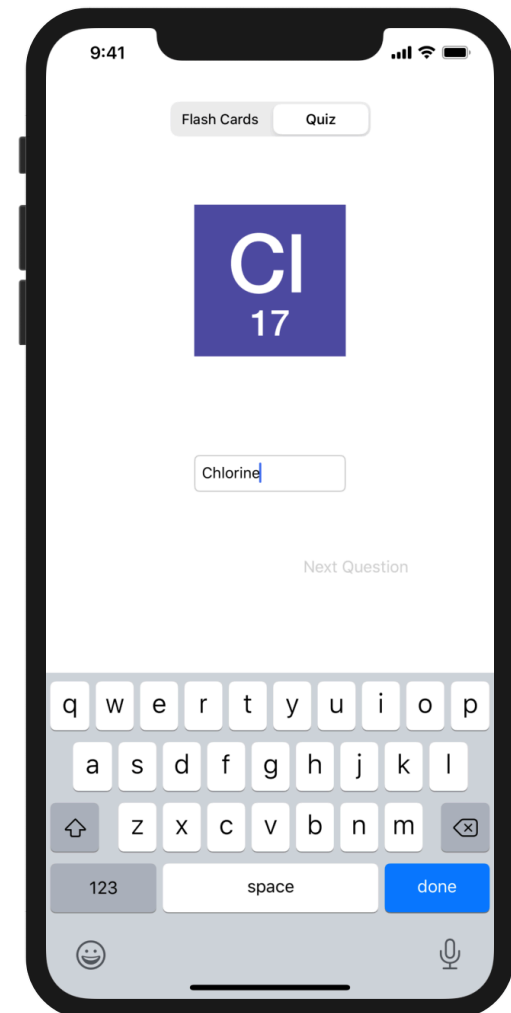 9:41
Flash Cards Quiz
Cl
17
Chlorine
Next Question
q w e r t y u i o p
a s d f g h j k l
z x c v b n m
123 space done